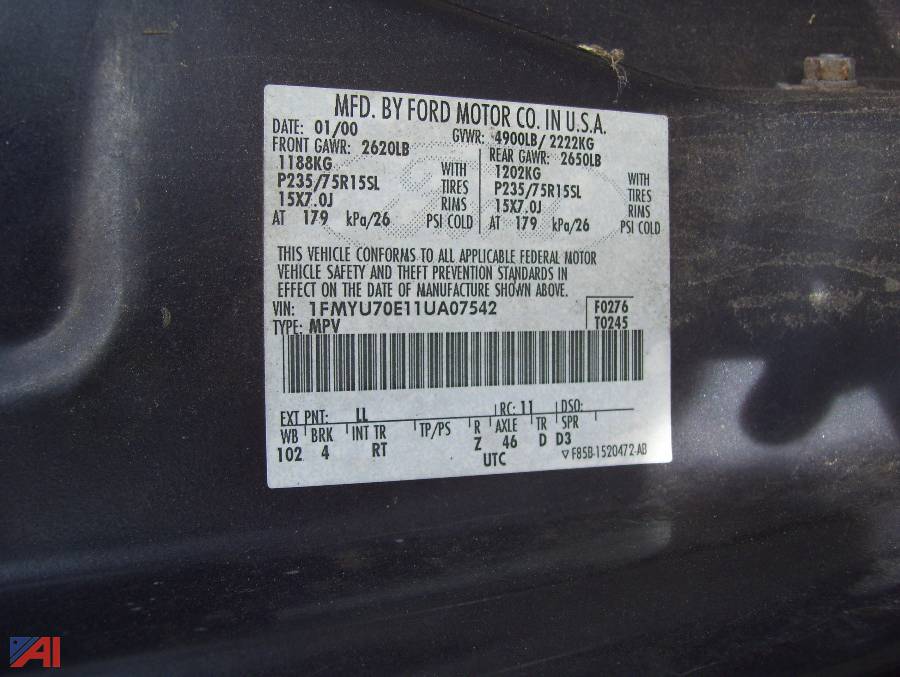 MFD. BY FORD MOTOR CO. IN U.S.A.
DATE: 01/00 GVWR: 4900LB/ 2222KG
FRONT GAWR: 2620LB REAR GAWR: 2650LB
1188KG WITH 1202KG WITH
P235/75R15SL TIRES P235/75R15SL TIRES
15X7.0J RIMS 15X7.0J RIMS
AT 179 kPa/26 PSI COLD AT 179 kPa/26 PSI COLD
THIS VEHICLE CONFORMS TO ALL APPLICABLE FEDERAL MOTOR
VEHICLE SAFETY AND THEFT PREVENTION STANDARDS IN
EFFECT ON THE DATE OF MANUFACTURE SHOWN ABOVE.
VIN: 1FMYU70E11UA07542 F0276
TYPE: MPV T0245
EXT PNT: LL RC: 11 DSO:
WB BRK INT TR TP/PS R AXLE TR SPR
102 4 RT Z 46 D D3
UTC ▽F85B-1520472-AB
AI